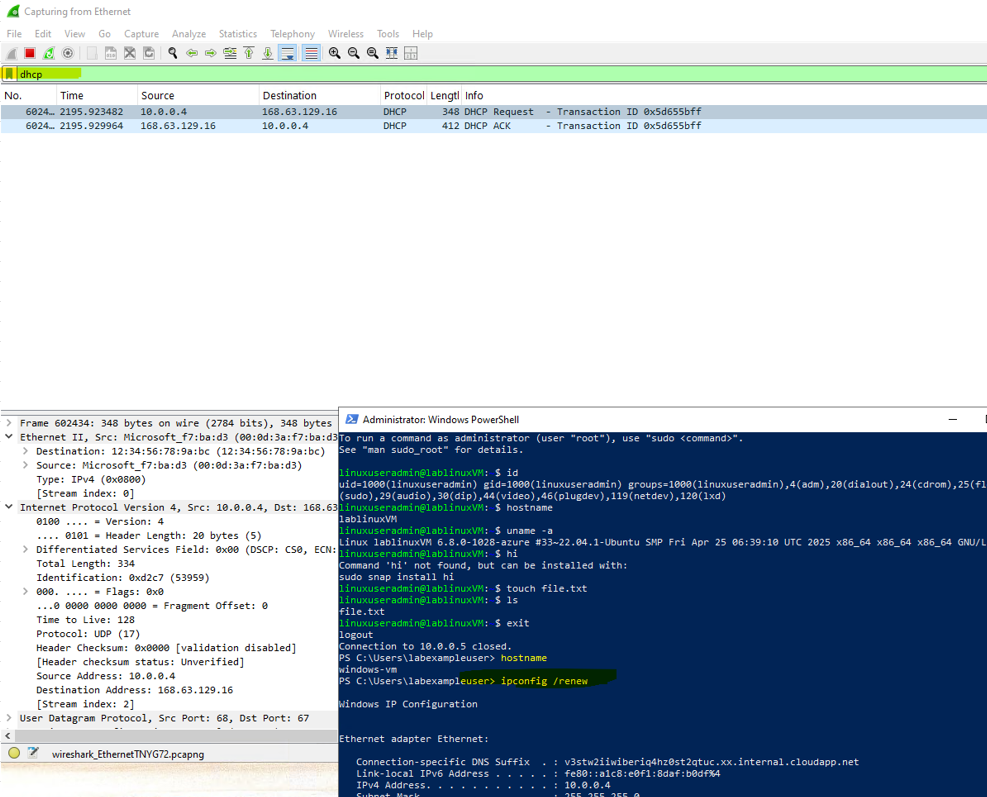 Capturing from Ethernet
File Edit View Go Capture Analyze Statistics Telephony Wireless Tools Help
dhcp
No. Time Source Destination Protocol Lengtl Info
6024… 2195.923482 10.0.0.4 168.63.129.16 DHCP 348 DHCP Request - Transaction ID 0x5d655bff
6024… 2195.929964 168.63.129.16 10.0.0.4 DHCP 412 DHCP ACK - Transaction ID 0x5d655bff
Frame 602434: 348 bytes on wire (2784 bits), 348 bytes
Ethernet II, Src: Microsoft_f7:ba:d3 (00:0d:3a:f7:ba:d3
Destination: 12:34:56:78:9a:bc (12:34:56:78:9a:bc)
Source: Microsoft_f7:ba:d3 (00:0d:3a:f7:ba:d3)
Type: IPv4 (0x0800)
[Stream index: 0]
Internet Protocol Version 4, Src: 10.0.0.4, Dst: 168.63
0100 .... = Version: 4
.... 0101 = Header Length: 20 bytes (5)
Differentiated Services Field: 0x00 (DSCP: CS0, ECN:
Total Length: 334
Identification: 0xd2c7 (53959)
000. .... = Flags: 0x0
...0 0000 0000 0000 = Fragment Offset: 0
Time to Live: 128
Protocol: UDP (17)
Header Checksum: 0x0000 [validation disabled]
[Header checksum status: Unverified]
Source Address: 10.0.0.4
Destination Address: 168.63.129.16
[Stream index: 2]
User Datagram Protocol, Src Port: 68, Dst Port: 67
wireshark_EthernetTNYG72.pcapng
Administrator: Windows PowerShell
To run a command as administrator (user "root"), use "sudo <command>".
See "man sudo_root" for details.
linuxuseradmin@lablinuxVM: $ id
uid=1000(linuxuseradmin) gid=1000(linuxuseradmin) groups=1000(linuxuseradmin),4(adm),20(dialout),24(cdrom),25(fl
(sudo),29(audio),30(dip),44(video),46(plugdev),119(netdev),120(lxd)
linuxuseradmin@lablinuxVM: $ hostname
lablinuxVM
linuxuseradmin@lablinuxVM: $ uname -a
Linux lablinuxVM 6.8.0-1028-azure #33~22.04.1-Ubuntu SMP Fri Apr 25 06:39:10 UTC 2025 x86_64 x86_64 x86_64 GNU/L
linuxuseradmin@lablinuxVM: $ hi
Command 'hi' not found, but can be installed with:
sudo snap install hi
linuxuseradmin@lablinuxVM: $ touch file.txt
linuxuseradmin@lablinuxVM: $ ls
file.txt
linuxuseradmin@lablinuxVM: $ exit
logout
Connection to 10.0.0.5 closed.
PS C:\Users\labexampleuser> hostname
windows-vm
PS C:\Users\labexampleuser> ipconfig /renew
Windows IP Configuration
Ethernet adapter Ethernet:
Connection-specific DNS Suffix . : v3stw2iiwiberiq4hz0st2qtuc.xx.internal.cloudapp.net
Link-local IPv6 Address . . . . . : fe80::a1c8:e0f1:8daf:b0df%4
IPv4 Address. . . . . . . . . . . : 10.0.0.4
Subnet Mask . . . . . . . . . . . : 255.255.255.0